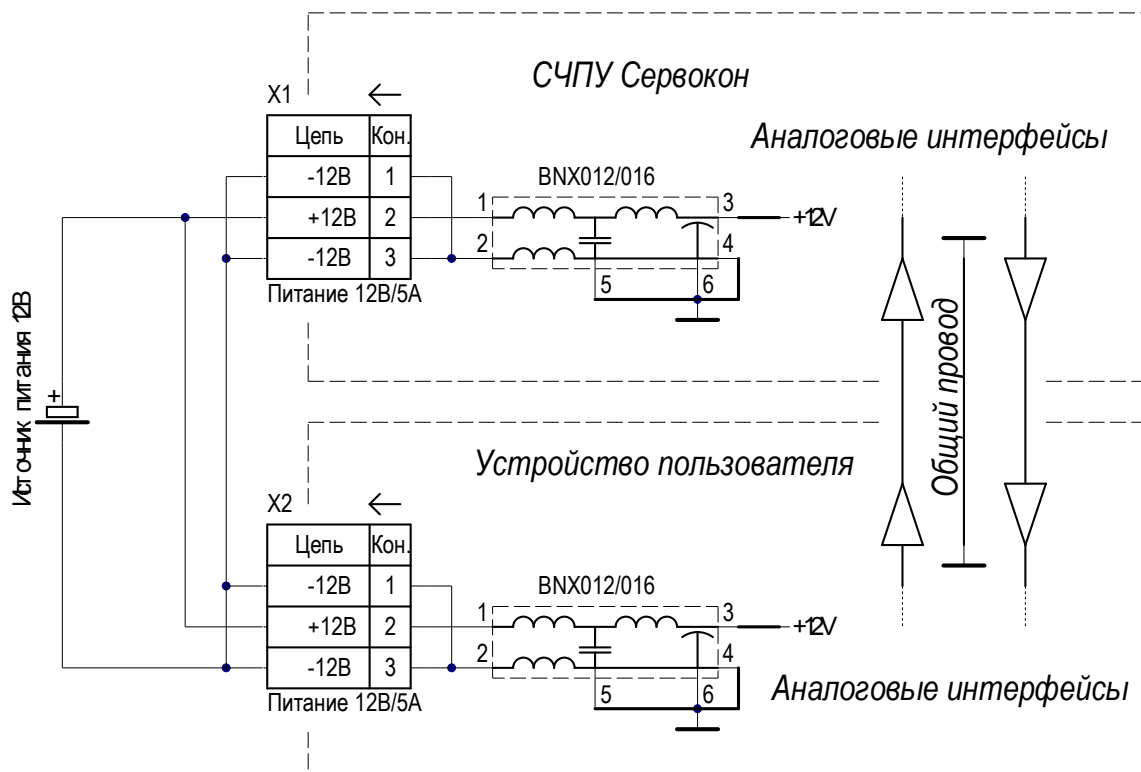 СЧПУ Сервокон
X1
Цепь Кон.
-12В 1
+12В 2
-12В 3
Питание 12В/5А
BNX012/016
1
2
3
4
5
6
+12V
Аналоговые интерфейсы
Общий провод
Источник питания 12В
+
Устройство пользователя
X2
Цепь Кон.
-12В 1
+12В 2
-12В 3
Питание 12В/5А
BNX012/016
1
2
3
4
5
6
+12V
Аналоговые интерфейсы